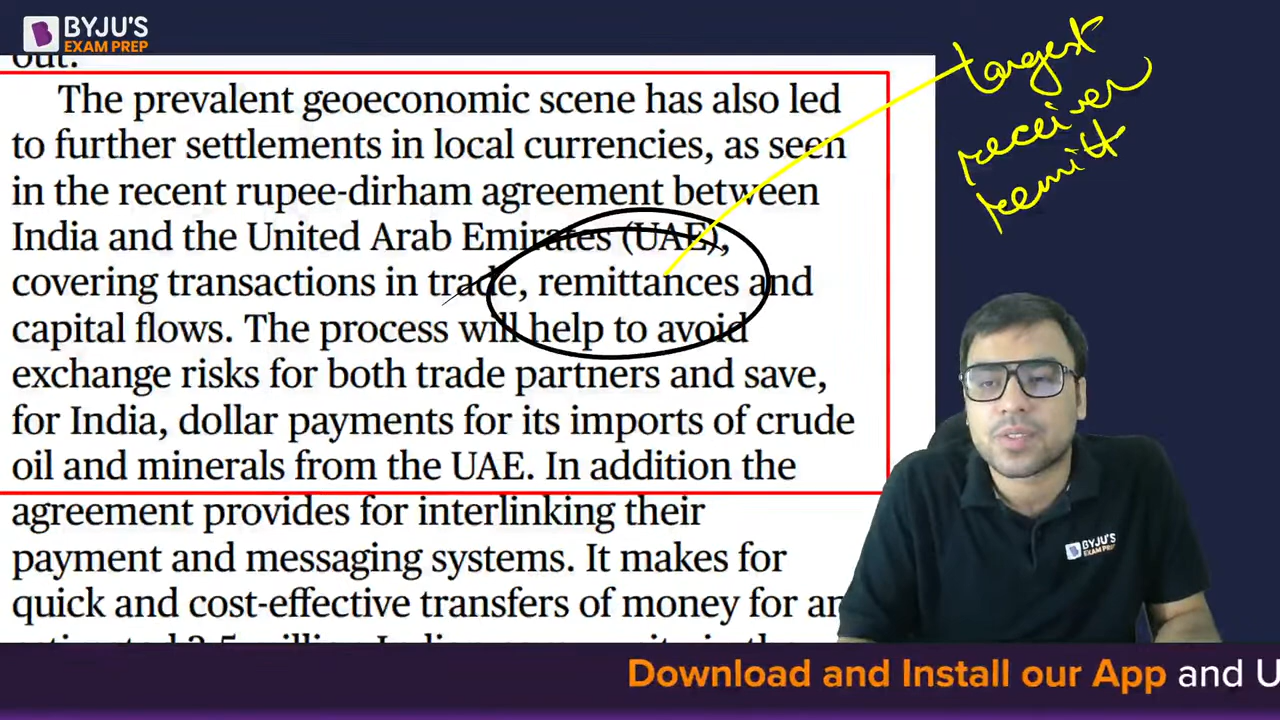 BYJU'S
EXAM PREP
out.
The prevalent geoeconomic scene has also led
to further settlements in local currencies, as seen
in the recent rupee-dirham agreement between
India and the United Arab Emirates (UAE),
covering transactions in trade, remittances and
capital flows. The process will help to avoid
exchange risks for both trade partners and save,
for India, dollar payments for its imports of crude
oil and minerals from the UAE. In addition the
agreement provides for interlinking their
payment and messaging systems. It makes for
quick and cost-effective transfers of money for an
largest
receiver
remitt
BYJU'S
EXAM PREP
Download and Install our App and U